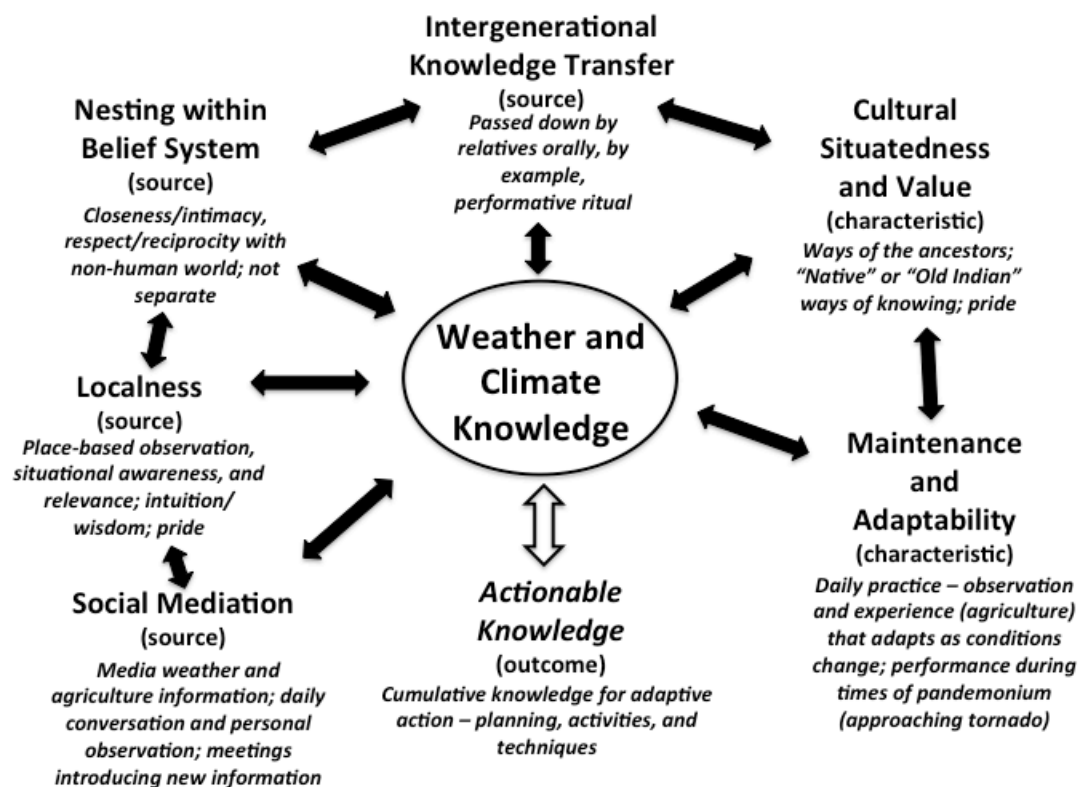 Intergenerational
Knowledge Transfer
(source)
Passed down by
relatives orally, by
example,
performative ritual
Nesting within
Belief System
(source)
Closeness/intimacy,
respect/reciprocity with
non-human world; not
separate
Cultural
Situatedness
and Value
(characteristic)
Ways of the ancestors;
“Native” or “Old Indian”
ways of knowing; pride
Weather and
Climate
Knowledge
Localness
(source)
Place-based observation,
situational awareness, and
relevance; intuition/
wisdom; pride
Maintenance
and
Adaptability
(characteristic)
Daily practice – observation
and experience (agriculture)
that adapts as conditions
change; performance during
times of pandemonium
(approaching tornado)
Social Mediation
(source)
Media weather and
agriculture information; daily
conversation and personal
observation; meetings
introducing new information
Actionable
Knowledge
(outcome)
Cumulative knowledge for adaptive
action – planning, activities, and
techniques